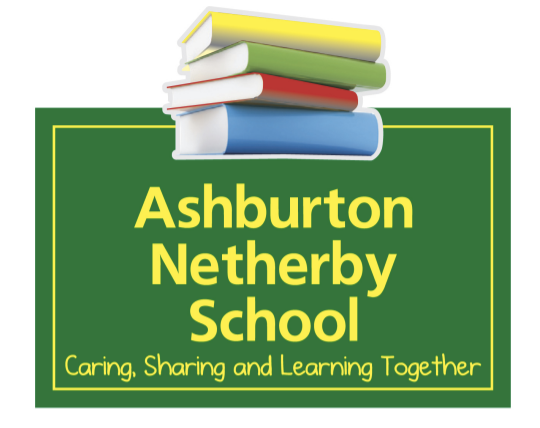 Ashburton
Netherby
School
Caring, Sharing and Learning Together